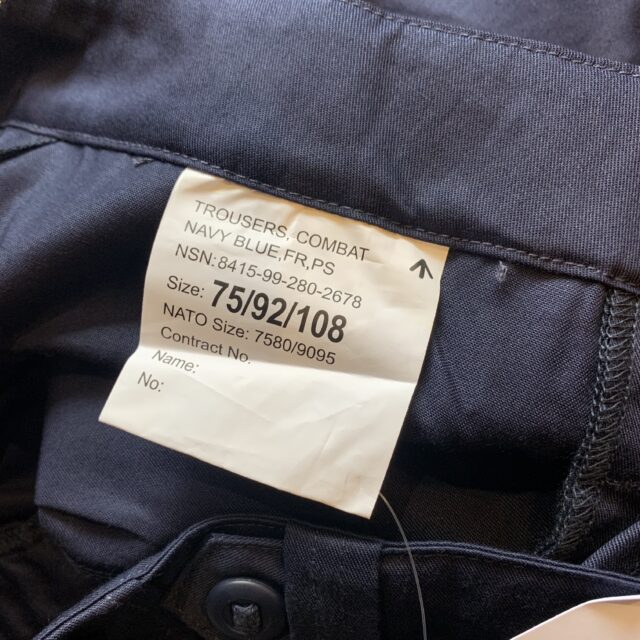 TROUSERS, COMBAT
NAVY BLUE,FR,PS
NSN:8415-99-280-2678
Size: 75/92/108
NATO Size: 7580/9095
Contract No.
Name:
No: